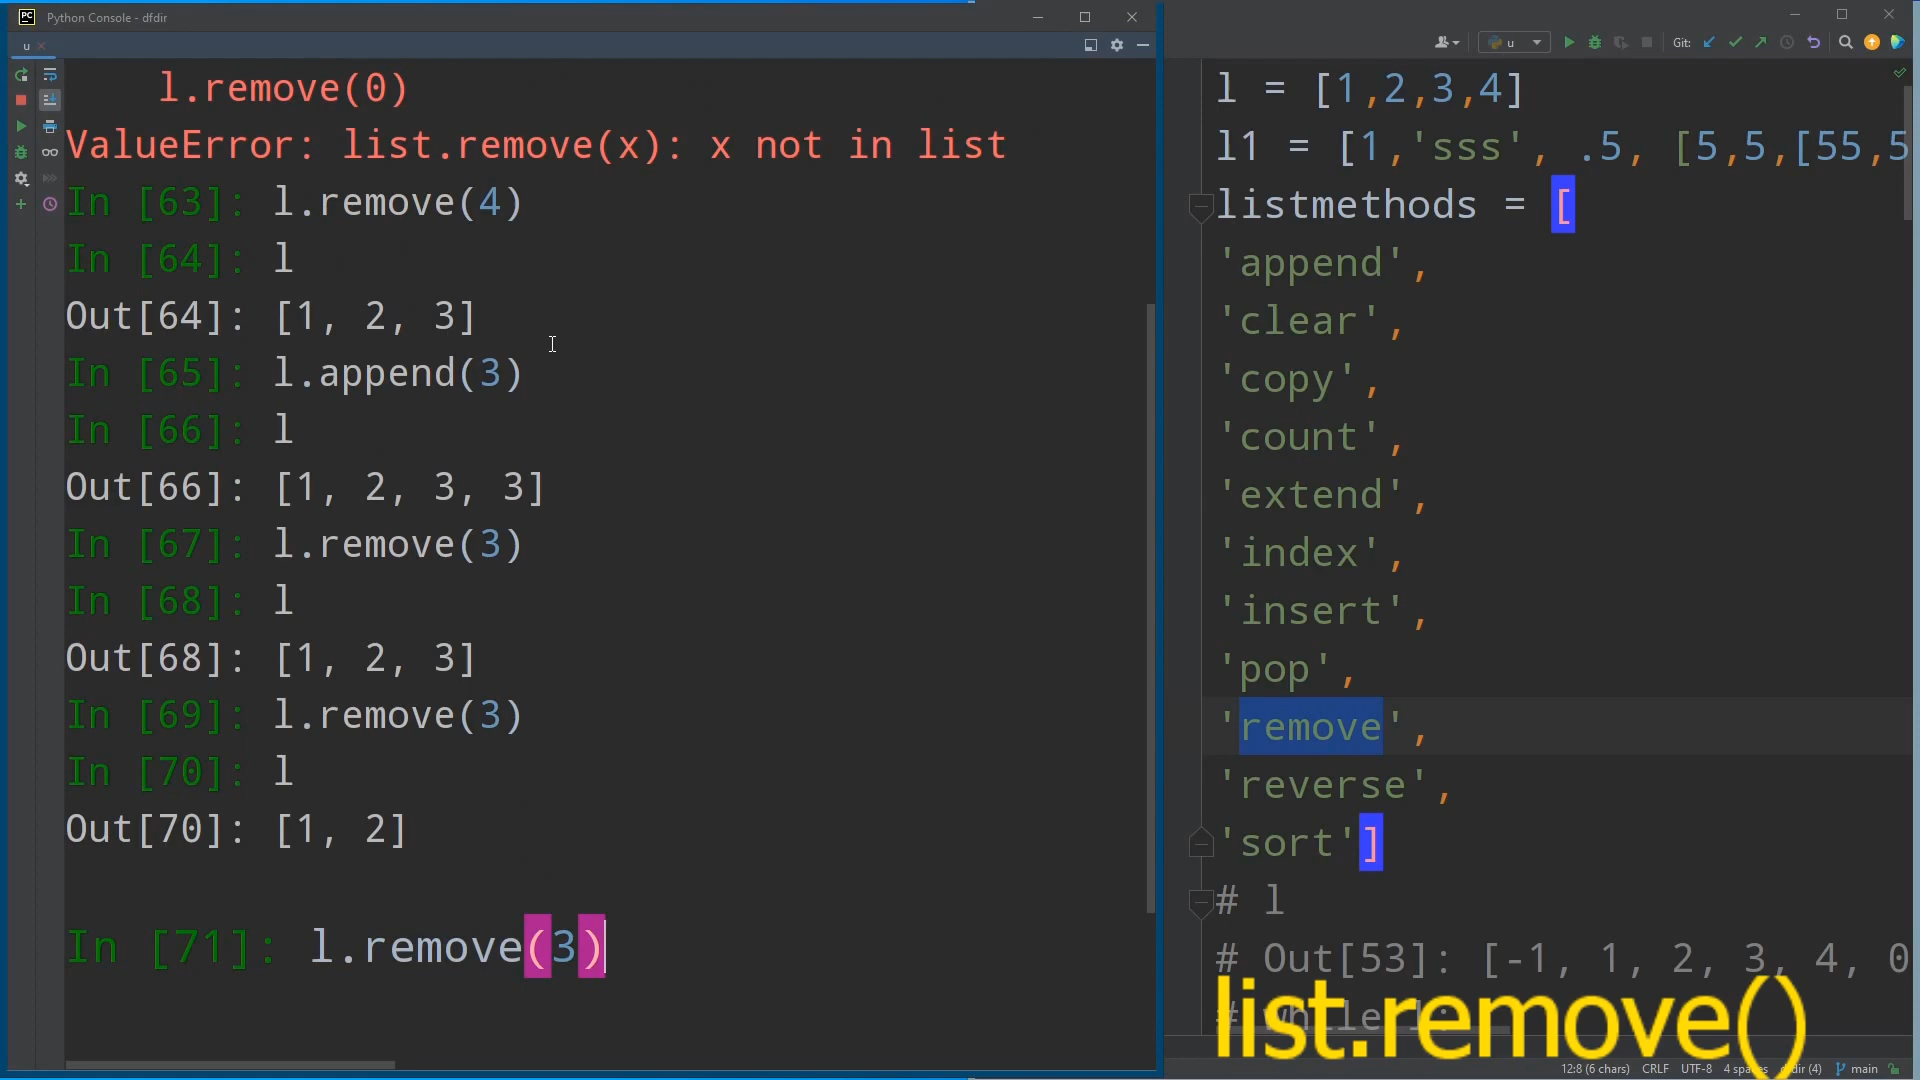 Python Console - dfdir
u
l.remove(0)
ValueError: list.remove(x): x not in list
In [63]: l.remove(4)
In [64]: l
Out[64]: [1, 2, 3]
In [65]: l.append(3)
In [66]: l
Out[66]: [1, 2, 3, 3]
In [67]: l.remove(3)
In [68]: l
Out[68]: [1, 2, 3]
In [69]: l.remove(3)
In [70]: l
Out[70]: [1, 2]
In [71]: l.remove(3)
u
Git:
l = [1,2,3,4]
l1 = [1,'sss', .5, [5,5,[55,5
listmethods = [
'append',
'clear',
'copy',
'count',
'extend',
'index',
'insert',
'pop',
'remove',
'reverse',
'sort']
# l
# Out[53]: [-1, 1, 2, 3, 4, 0
# while l:
list.remove()
12:8 (6 chars) CRLF UTF-8 4 spaces main